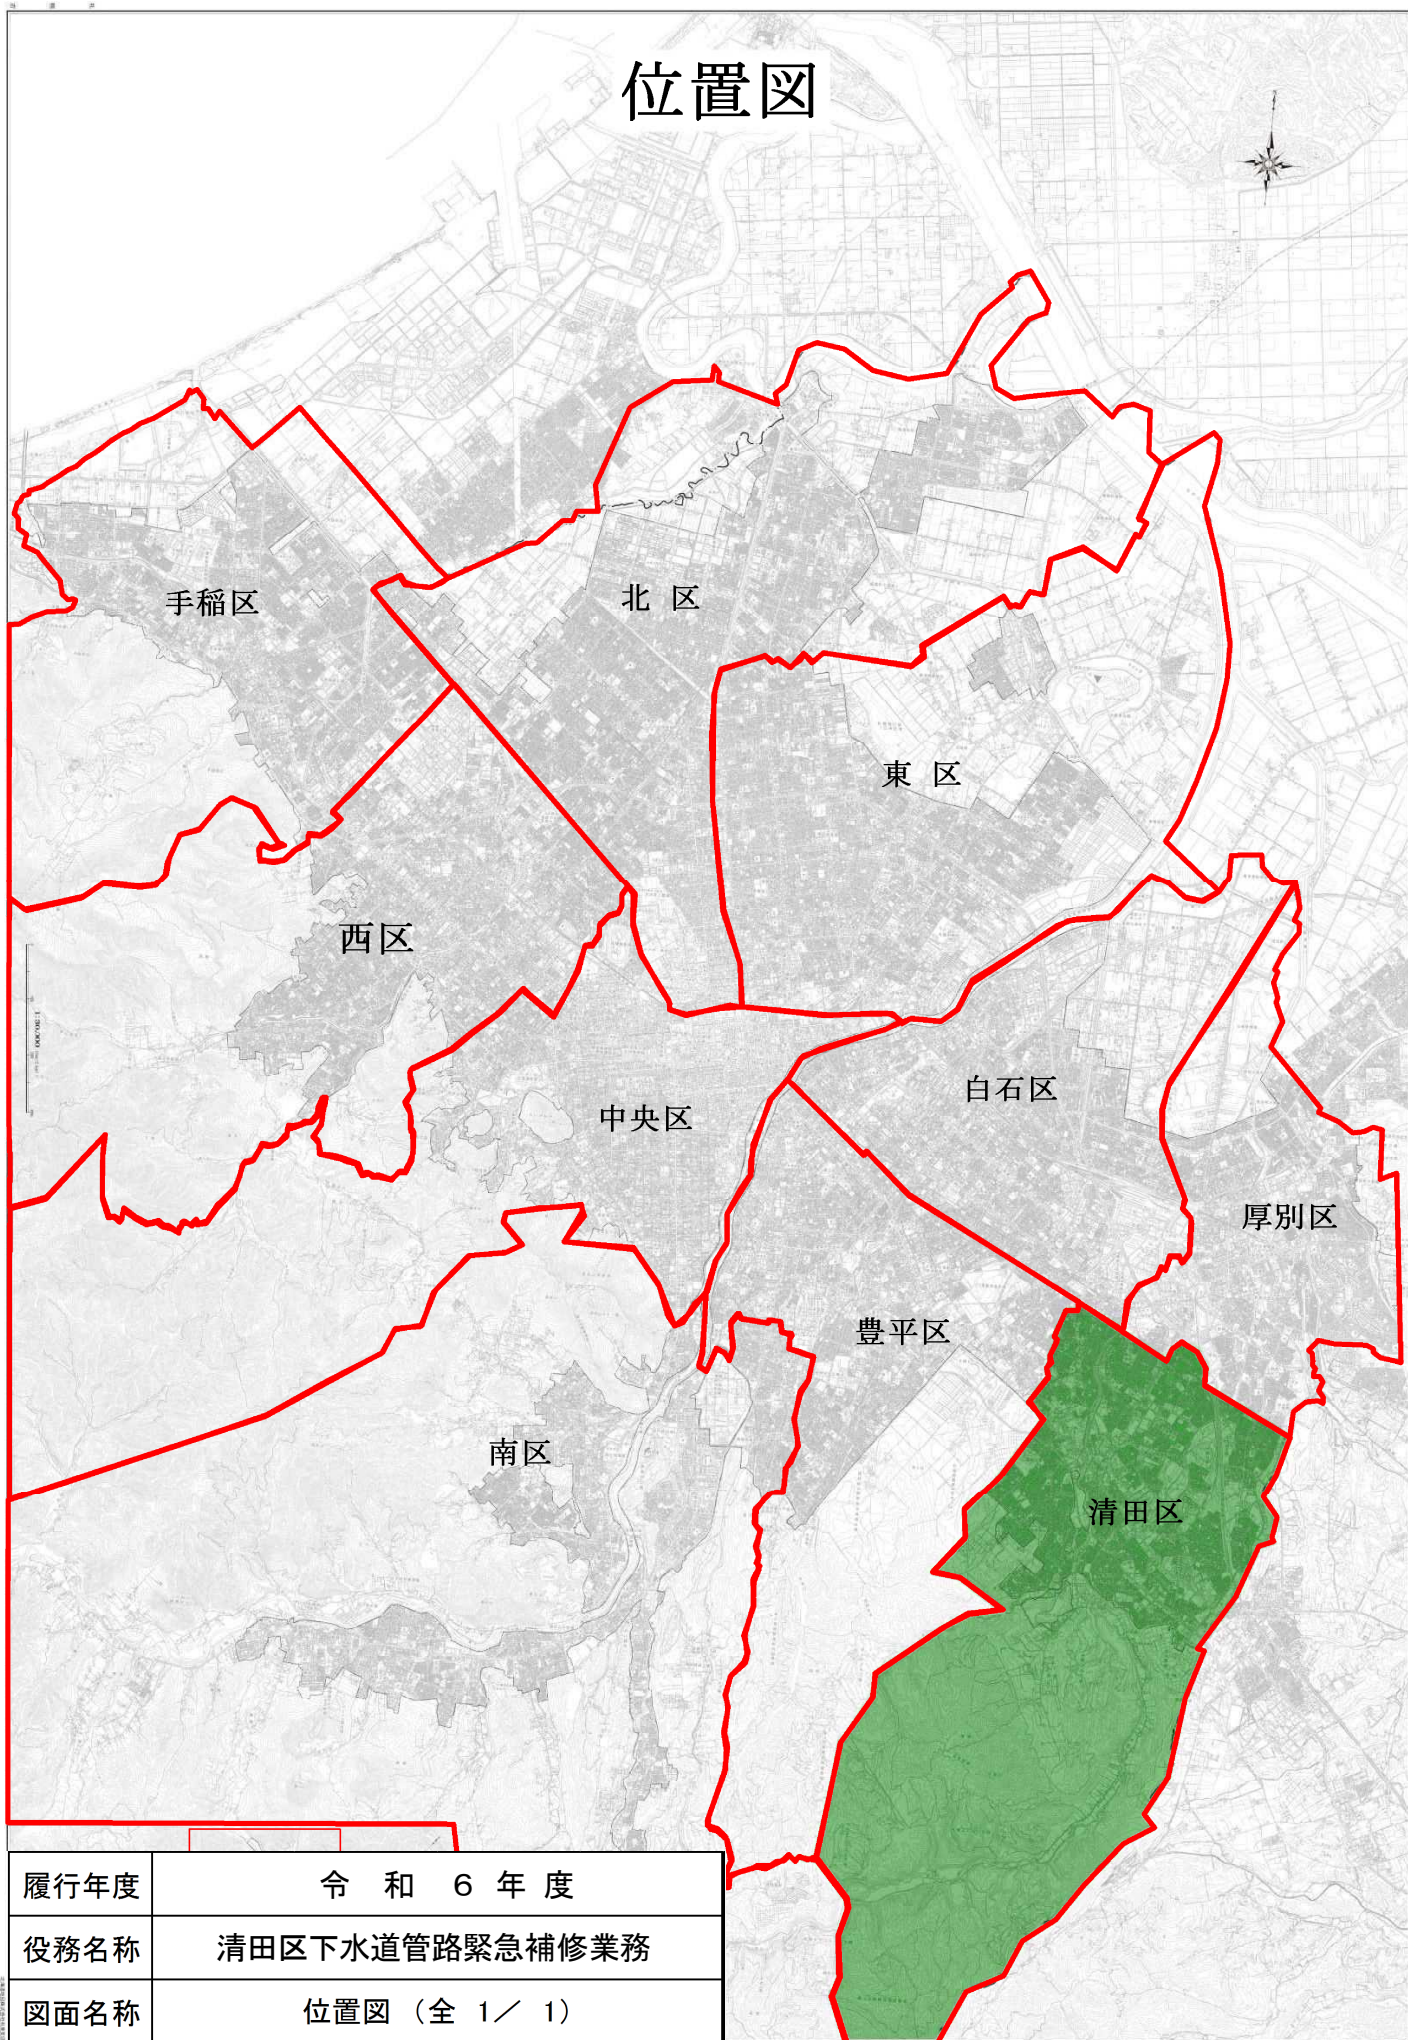 位置図
手稲区
北 区
東 区
西区
1:30,000
中央区
白石区
厚別区
豊平区
南区
清田区
履行年度 令 和 6 年 度
役務名称 清田区下水道管路緊急補修業務
図面名称 位置図 (全 1/ 1)